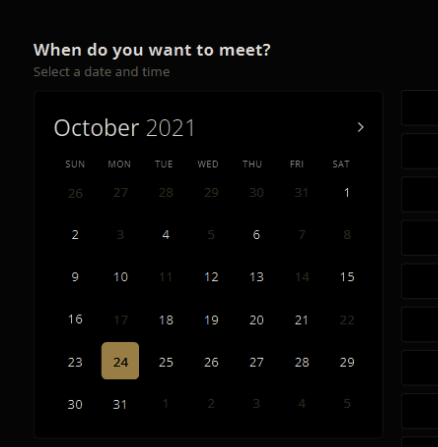 When do you want to meet?
Select a date and time
October 2021 >
SUN MON TUE WED THU FRI SAT
26 27 28 29 30 31 1
2 3 4 5 6 7 8
9 10 11 12 13 14 15
16 17 18 19 20 21 22
23 24 25 26 27 28 29
30 31 1 2 3 4 5